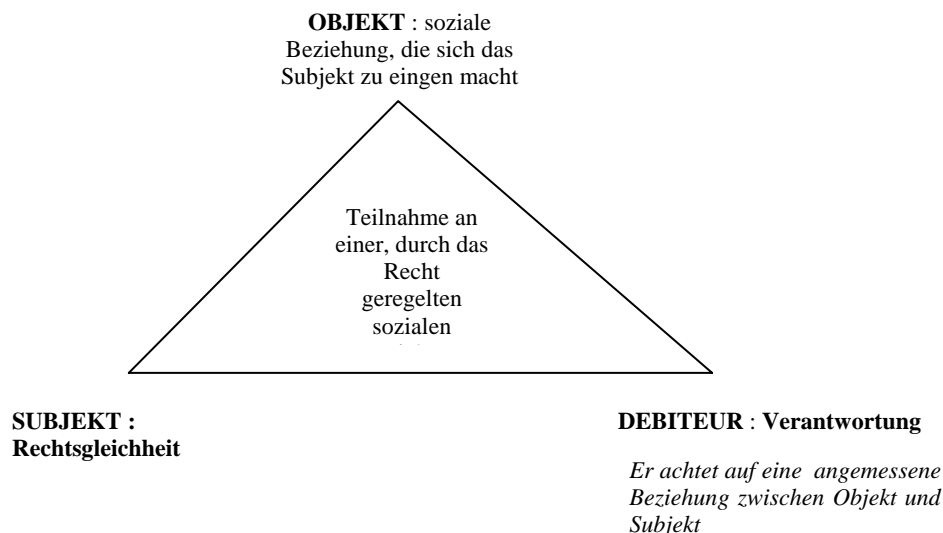 OBJEKT : soziale
Beziehung, die sich das
Subjekt zu eingen macht
Teilnahme an
einer, durch das
Recht
geregelten
sozialen
SUBJEKT :
Rechtsgleichheit
DEBITEUR : Verantwortung
Er achtet auf eine angemessene
Beziehung zwischen Objekt und
Subjekt